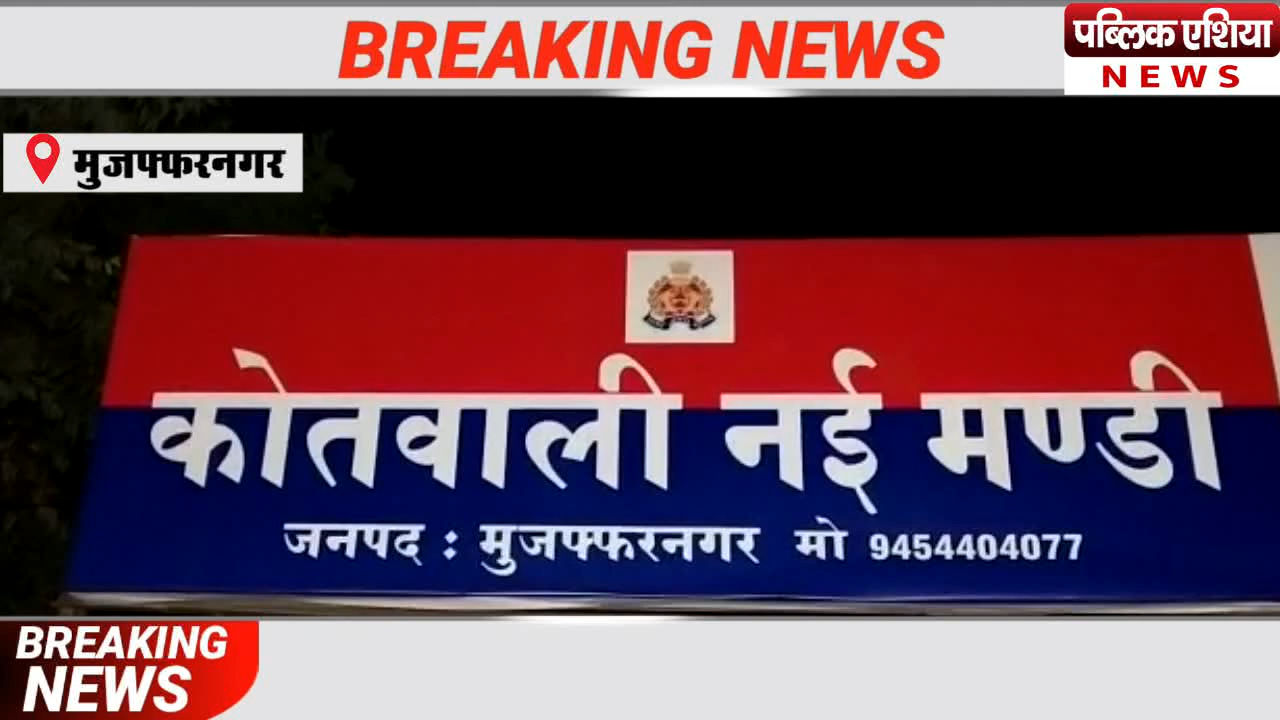 BREAKING NEWS
पब्लिक एशिया
NEWS
मुजफ्फरनगर
कोतवाली नई मण्डी
जनपद : मुजफ्फरनगर मो 9454404077
BREAKING
NEWS